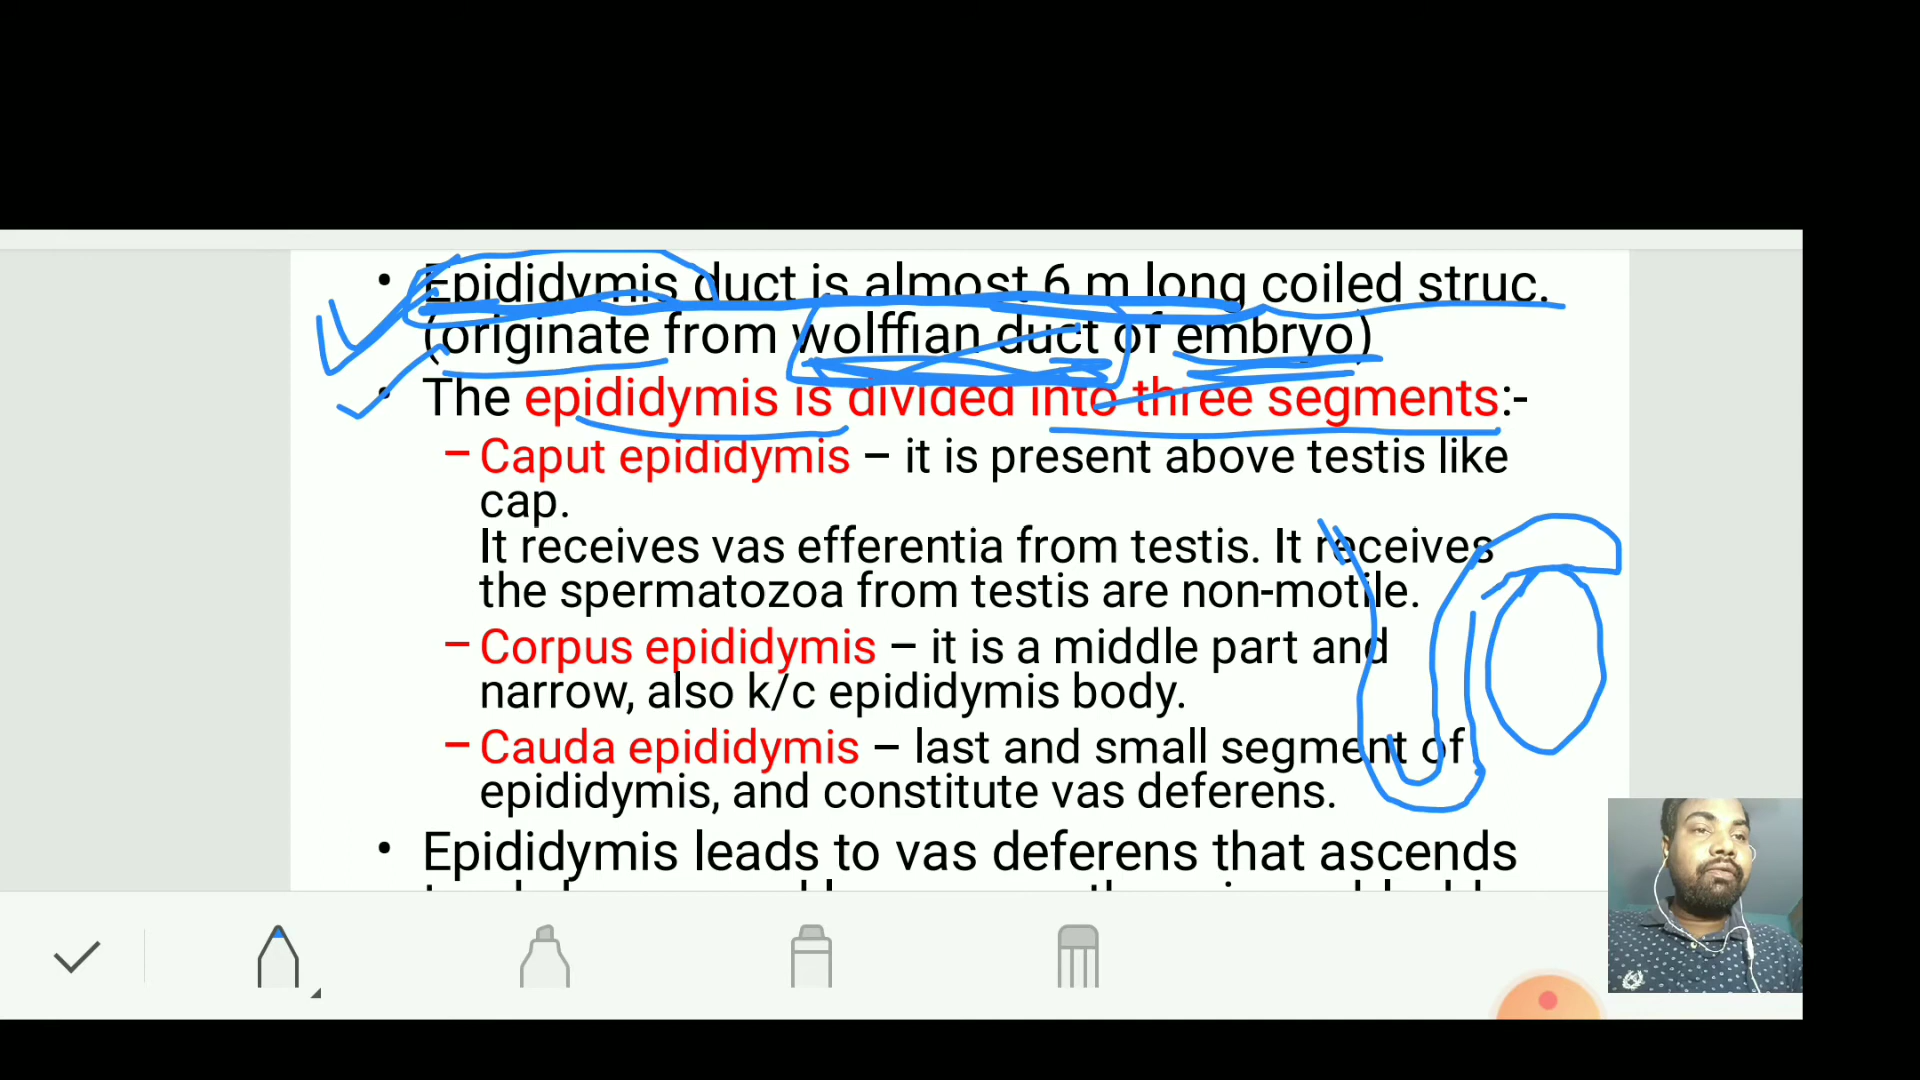 • Epididymis duct is almost 6 m long coiled struc.
(originate from wolffian duct of embryo)
• The epididymis is divided into three segments:-
– Caput epididymis – it is present above testis like
cap.
It receives vas efferentia from testis. It receives
the spermatozoa from testis are non-motile.
– Corpus epididymis – it is a middle part and
narrow, also k/c epididymis body.
– Cauda epididymis – last and small segment of
epididymis, and constitute vas deferens.
• Epididymis leads to vas deferens that ascends